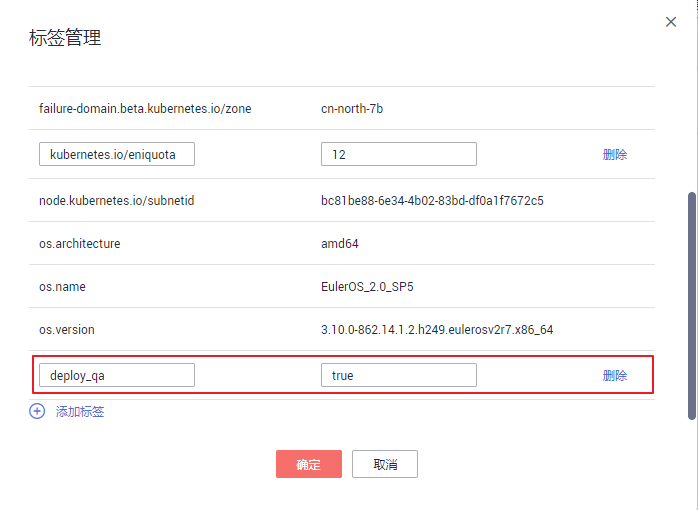 标签管理
failure-domain.beta.kubernetes.io/zone cn-north-7b
kubernetes.io/eniquota 12 删除
node.kubernetes.io/subnetid bc81be88-6e34-4b02-83bd-df0a1f7672c5
os.architecture amd64
os.name EulerOS_2.0_SP5
os.version 3.10.0-862.14.1.2.h249.eulerosv2r7.x86_64
deploy_qa true 删除
添加标签
确定 取消